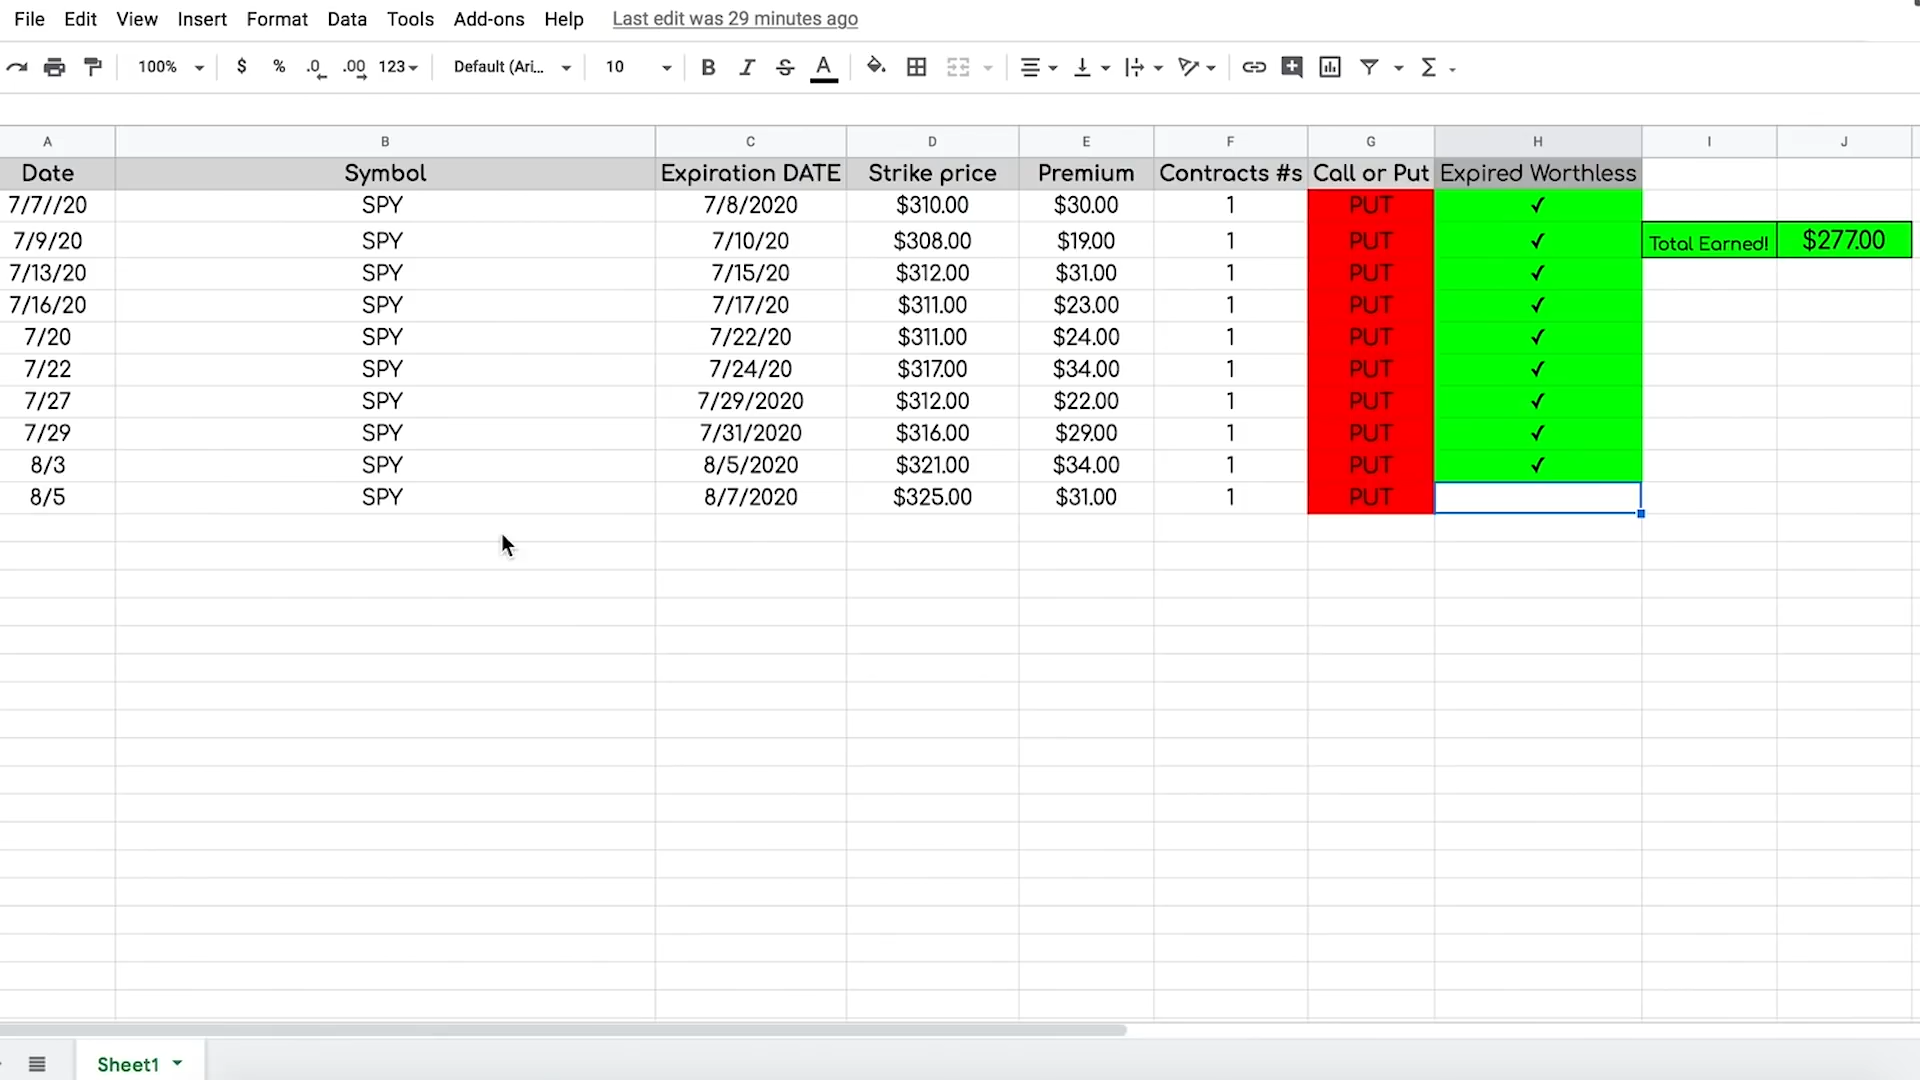 File Edit View Insert Format Data Tools Add-ons Help Last edit was 29 minutes ago
100% $ % .0 .00 123 Default (Ari... 10 B I S A
A B C D E F G H I J
Date Symbol Expiration DATE Strike price Premium Contracts #s Call or Put Expired Worthless
7/7//20 SPY 7/8/2020 $310.00 $30.00 1 PUT ✓
7/9/20 SPY 7/10/20 $308.00 $19.00 1 PUT ✓ Total Earned! $277.00
7/13/20 SPY 7/15/20 $312.00 $31.00 1 PUT ✓
7/16/20 SPY 7/17/20 $311.00 $23.00 1 PUT ✓
7/20 SPY 7/22/20 $311.00 $24.00 1 PUT ✓
7/22 SPY 7/24/20 $317.00 $34.00 1 PUT ✓
7/27 SPY 7/29/2020 $312.00 $22.00 1 PUT ✓
7/29 SPY 7/31/2020 $316.00 $29.00 1 PUT ✓
8/3 SPY 8/5/2020 $321.00 $34.00 1 PUT ✓
8/5 SPY 8/7/2020 $325.00 $31.00 1 PUT
Sheet1